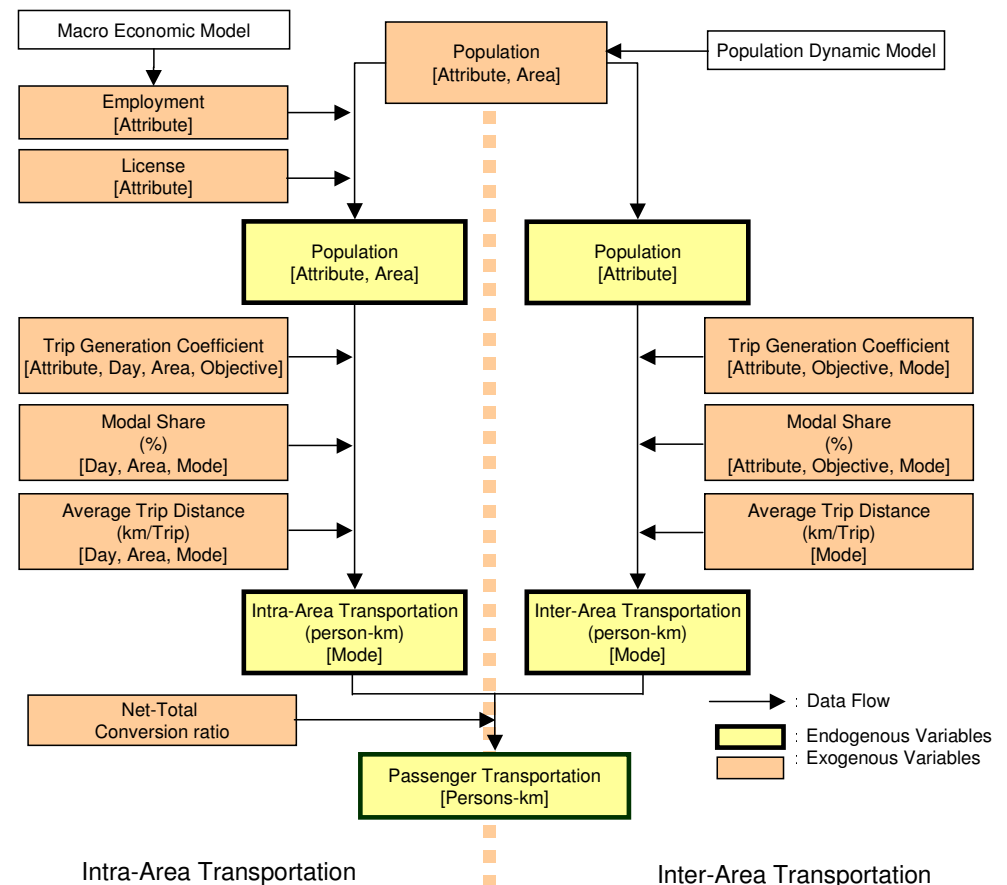 Macro Economic Model
Population
[Attribute, Area]
Population Dynamic Model
Employment
[Attribute]
License
[Attribute]
Population
[Attribute, Area]
Population
[Attribute]
Trip Generation Coefficient
[Attribute, Day, Area, Objective]
Trip Generation Coefficient
[Attribute, Objective, Mode]
Modal Share
(%)
[Day, Area, Mode]
Modal Share
(%)
[Attribute, Objective, Mode]
Average Trip Distance
(km/Trip)
[Day, Area, Mode]
Average Trip Distance
(km/Trip)
[Mode]
Intra-Area Transportation
(person-km)
[Mode]
Inter-Area Transportation
(person-km)
[Mode]
Net-Total
Conversion ratio
: Data Flow
: Endogenous Variables
: Exogenous Variables
Passenger Transportation
[Persons-km]
Intra-Area Transportation
Inter-Area Transportation